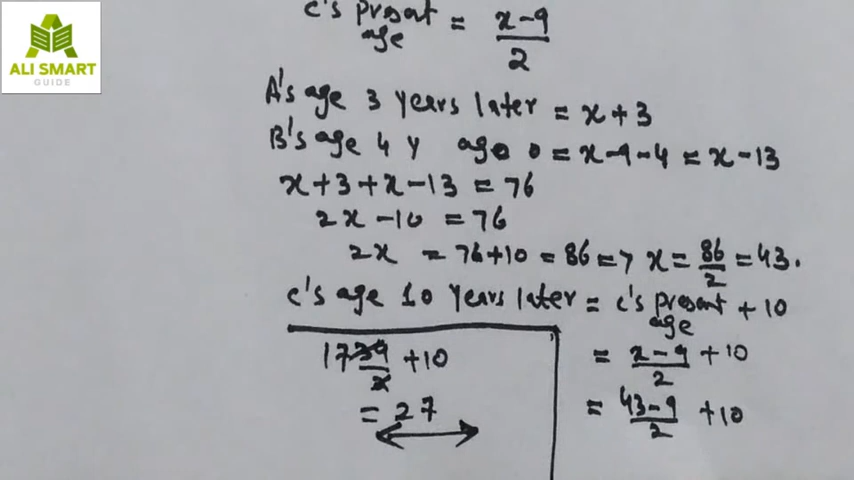 ALI SMART
GUIDE
C's present age = x-9/2
A's age 3 years later = x+3
B's age 4 y ago = x-9-4 = x-13
x+3+x-13 = 76
2x-10 = 76
2x = 76+10 = 86 => x = 86/2 = 43.
C's age 10 years later = C's present age + 10
= x-9/2 + 10
= 43-9/2 + 10
17 34/2 + 10
= 27